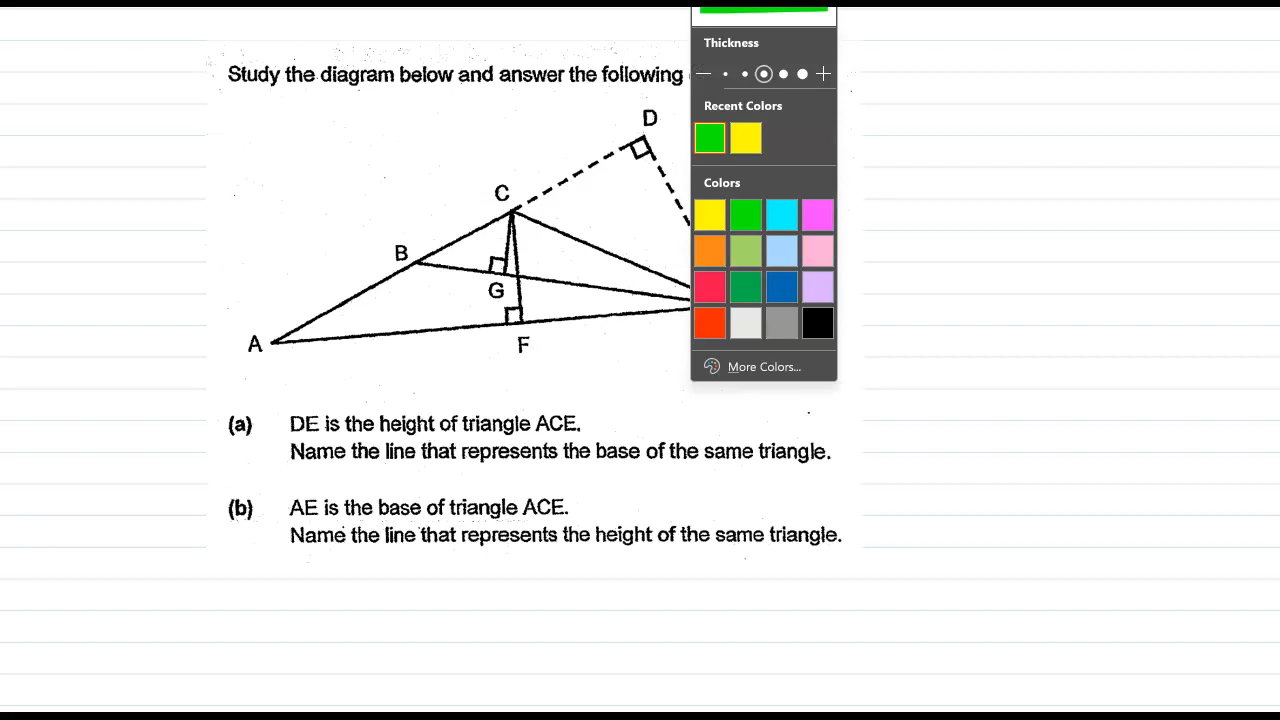 Study the diagram below and answer the following
Thickness
Recent Colors
Colors
More Colors...
D
C
B
G
A
F
(a) DE is the height of triangle ACE.
Name the line that represents the base of the same triangle.
(b) AE is the base of triangle ACE.
Name the line that represents the height of the same triangle.